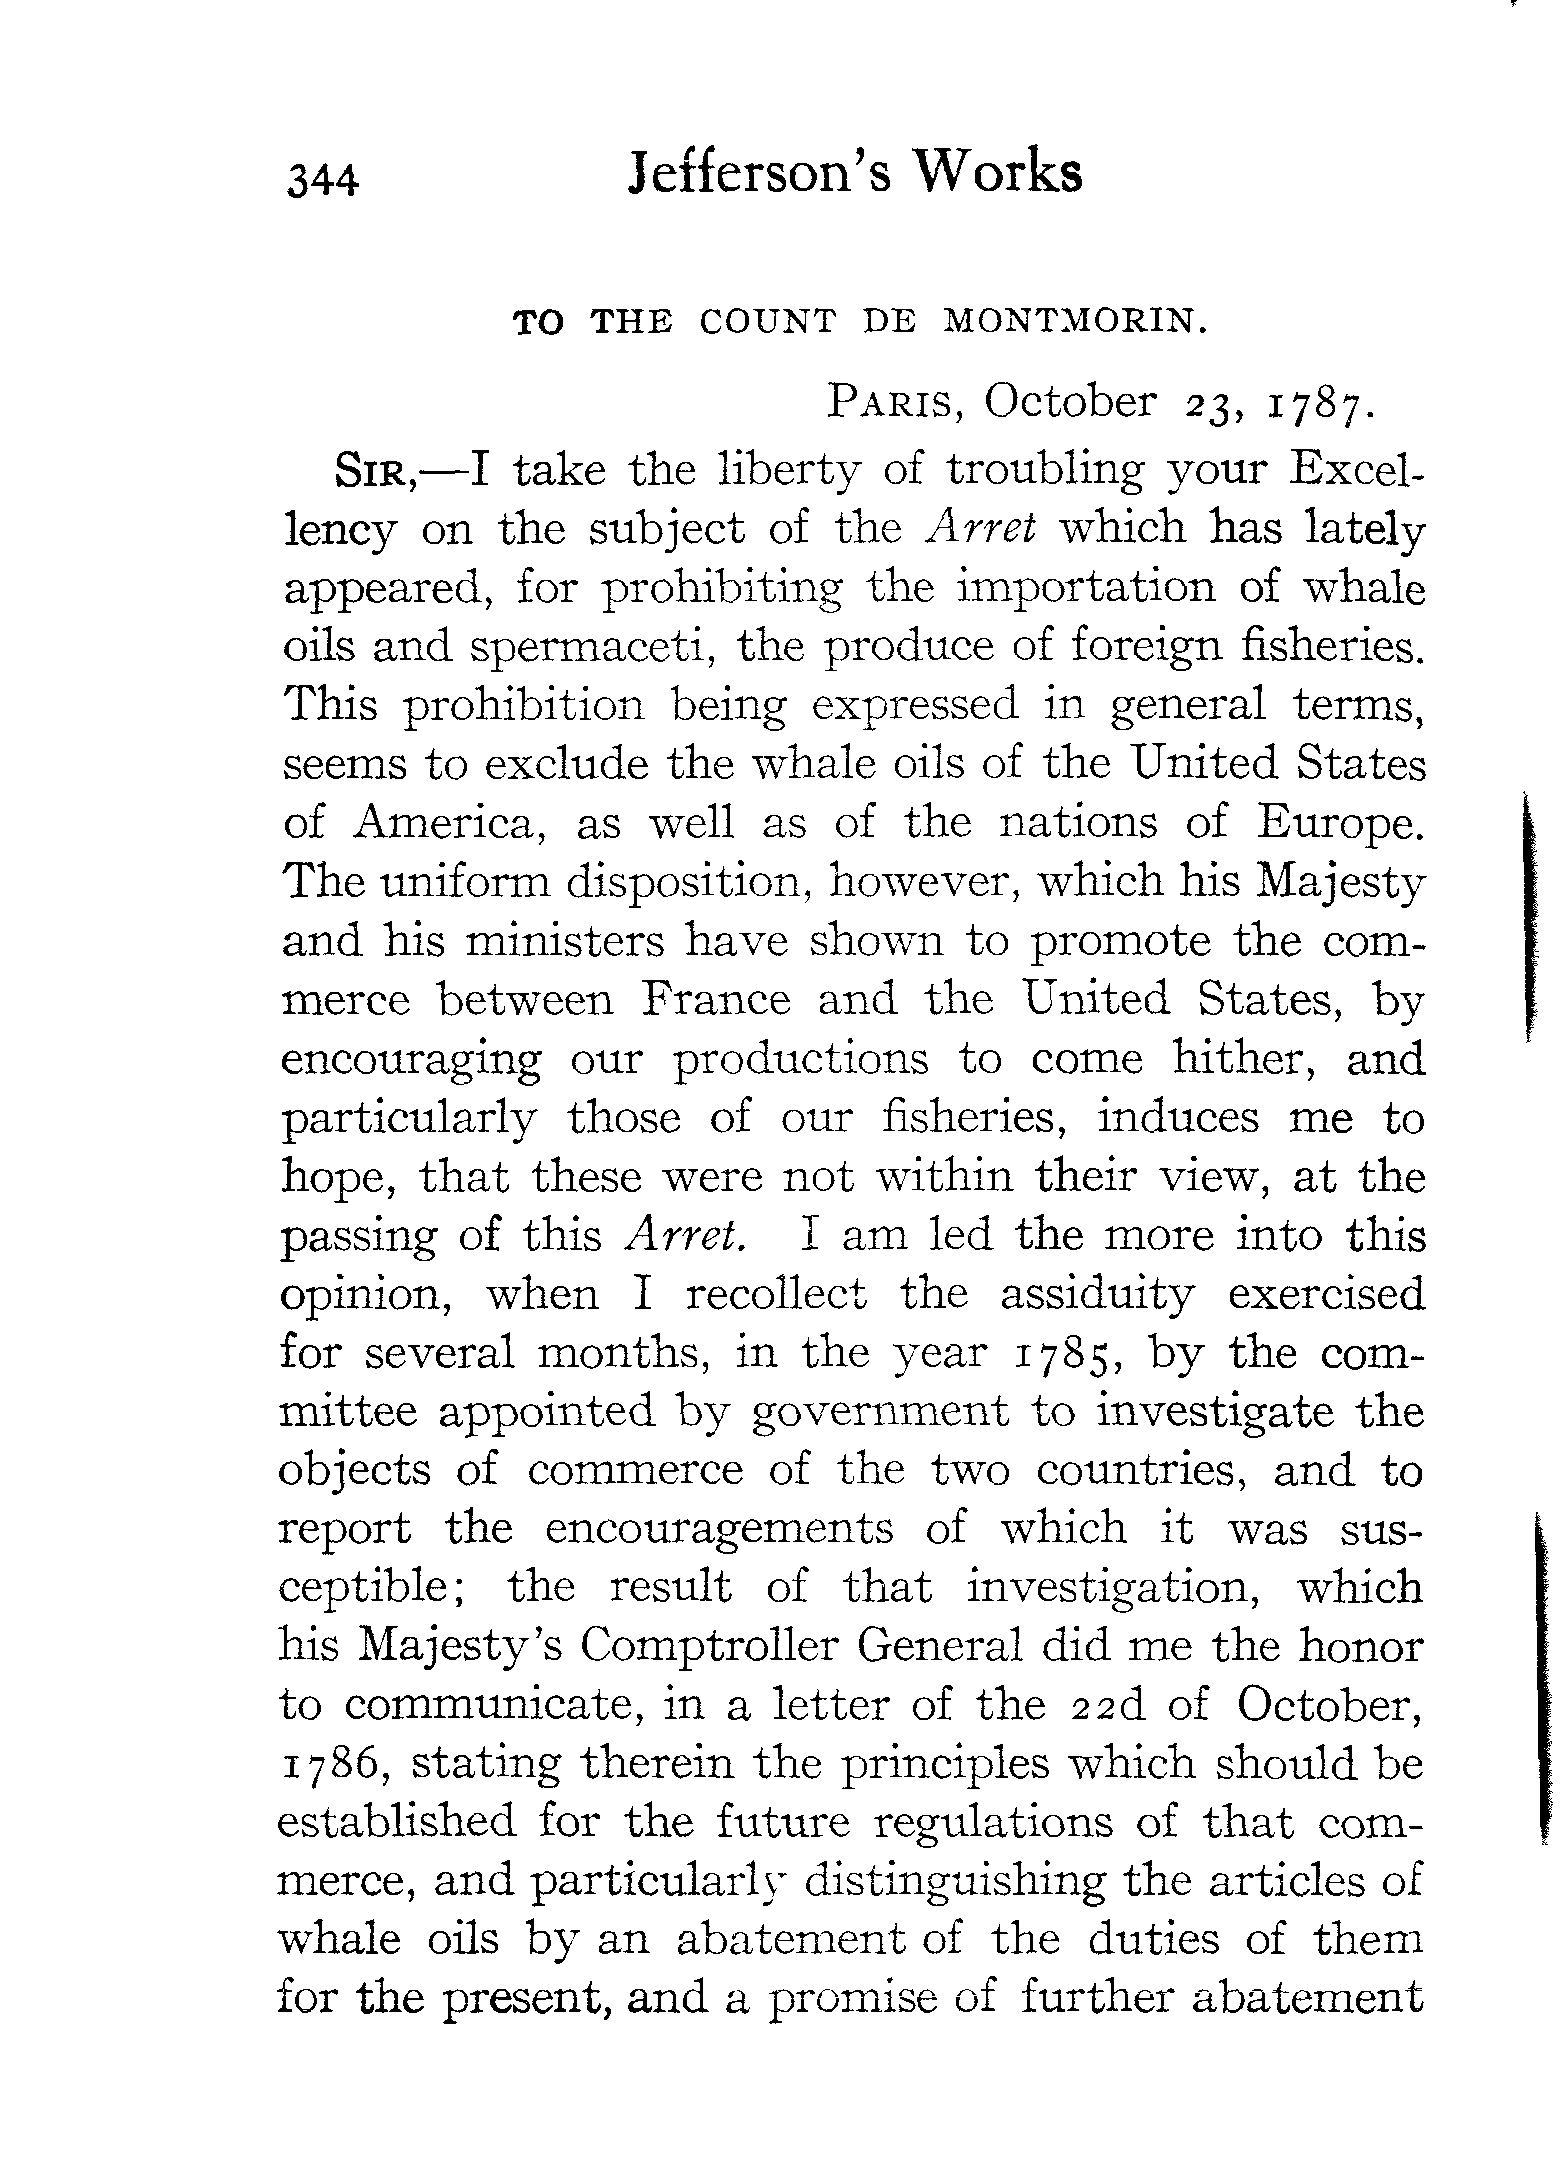 344 Jefferson's Works
TO THE COUNT DE MONTMORIN.
PARIS, October 23, 1787.
SIR,—I take the liberty of troubling your Excel-
lency on the subject of the Arret which has lately
appeared, for prohibiting the importation of whale
oils and spermaceti, the produce of foreign fisheries.
This prohibition being expressed in general terms,
seems to exclude the whale oils of the United States
of America, as well as of the nations of Europe.
The uniform disposition, however, which his Majesty
and his ministers have shown to promote the com-
merce between France and the United States, by
encouraging our productions to come hither, and
particularly those of our fisheries, induces me to
hope, that these were not within their view, at the
passing of this Arret. I am led the more into this
opinion, when I recollect the assiduity exercised
for several months, in the year 1785, by the com-
mittee appointed by government to investigate the
objects of commerce of the two countries, and to
report the encouragements of which it was sus-
ceptible; the result of that investigation, which
his Majesty's Comptroller General did me the honor
to communicate, in a letter of the 22d of October,
1786, stating therein the principles which should be
established for the future regulations of that com-
merce, and particularly distinguishing the articles of
whale oils by an abatement of the duties of them
for the present, and a promise of further abatement